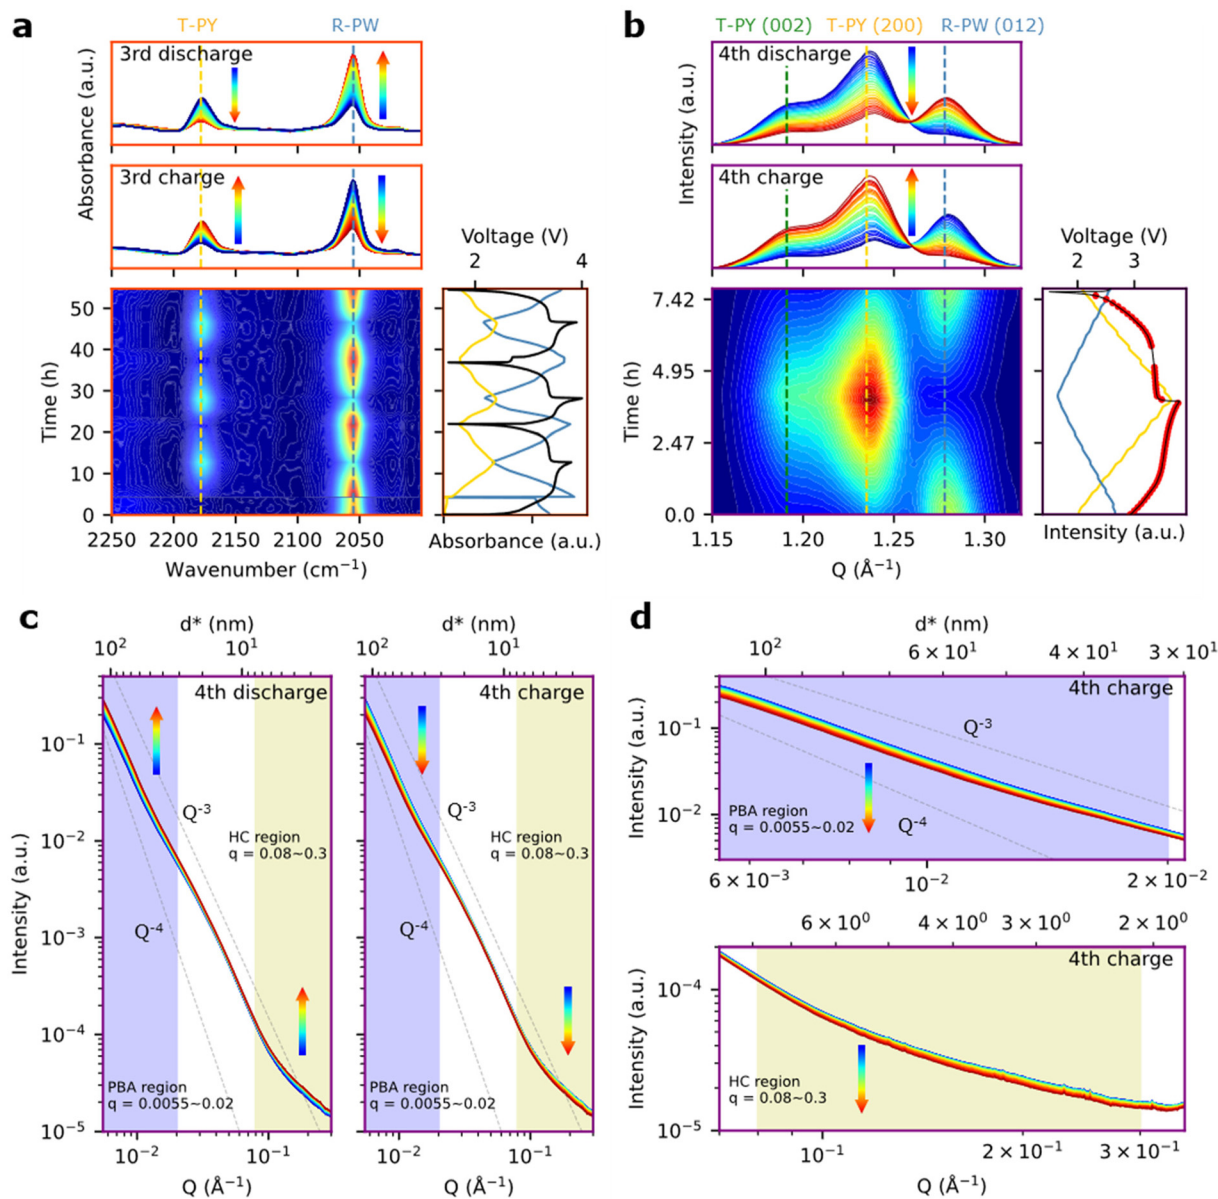 a
T-PY R-PW
3rd discharge
3rd charge
Absorbance (a.u.)
Voltage (V)
2 4
50
40
30
20
10
0
Time (h)
2250 2200 2150 2100 2050
Wavenumber (cm⁻¹)
Absorbance (a.u.)
b
T-PY (002) T-PY (200) R-PW (012)
4th discharge
4th charge
Intensity (a.u.)
Voltage (V)
2 3
7.42
4.95
2.47
0.0
Time (h)
1.15 1.20 1.25 1.30
Q (Å⁻¹)
Intensity (a.u.)
c
d* (nm) d* (nm)
10² 10¹ 10² 10¹
4th discharge 4th charge
10⁻¹
10⁻²
10⁻³
10⁻⁴
10⁻⁵
Intensity (a.u.)
Q⁻³ Q⁻³
HC region
q = 0.08~0.3
HC region
q = 0.08~0.3
Q⁻⁴ Q⁻⁴
PBA region
q = 0.0055~0.02
PBA region
q = 0.0055~0.02
10⁻² 10⁻¹ 10⁻² 10⁻¹
Q (Å⁻¹) Q (Å⁻¹)
d
d* (nm)
10² 6 × 10¹ 4 × 10¹ 3 × 10¹
4th charge
Q⁻³
10⁻¹
10⁻²
Intensity (a.u.)
PBA region
q = 0.0055~0.02
Q⁻⁴
6 × 10⁻³ 10⁻² 2 × 10⁻²
6 × 10⁰ 4 × 10⁰ 3 × 10⁰ 2 × 10⁰
4th charge
10⁻⁴
10⁻⁵
Intensity (a.u.)
HC region
q = 0.08~0.3
10⁻¹ 2 × 10⁻¹ 3 × 10⁻¹
Q (Å⁻¹)